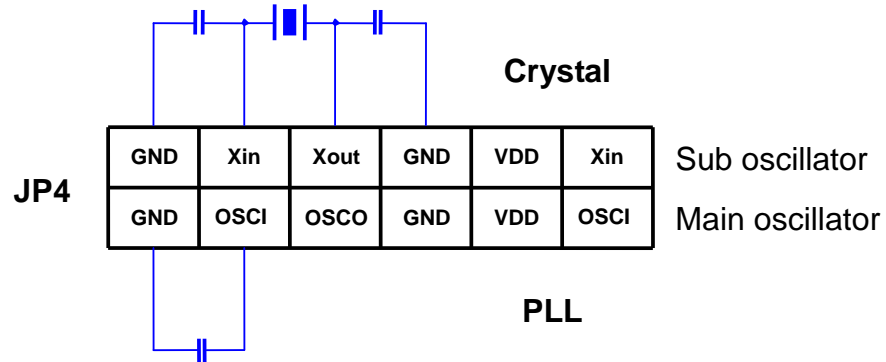 Crystal
GND Xin Xout GND VDD Xin Sub oscillator
JP4
GND OSCI OSCO GND VDD OSCI Main oscillator
PLL